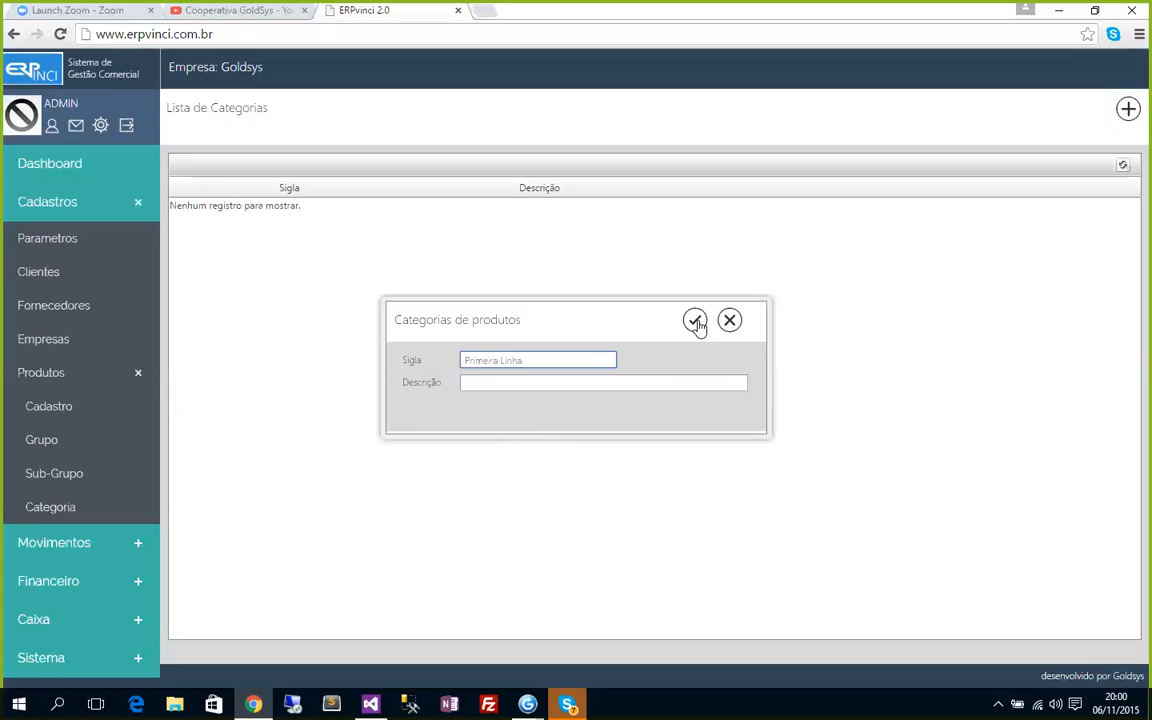 Launch Zoom - Zoom
Cooperativa GoldSys - Yo
ERPvinci 2.0
www.erpvinci.com.br
ERP
VINCI
Sistema de
Gestão Comercial
Empresa: Goldsys
ADMIN
Lista de Categorias
Dashboard
Cadastros
Sigla
Descrição
Nenhum registro para mostrar.
Parametros
Clientes
Fornecedores
Empresas
Produtos
Cadastro
Grupo
Sub-Grupo
Categoria
Categorias de produtos
Sigla
Primeira Linha
Descrição
Movimentos
Financeiro
Caixa
Sistema
desenvolvido por Goldsys
20:00
06/11/2015